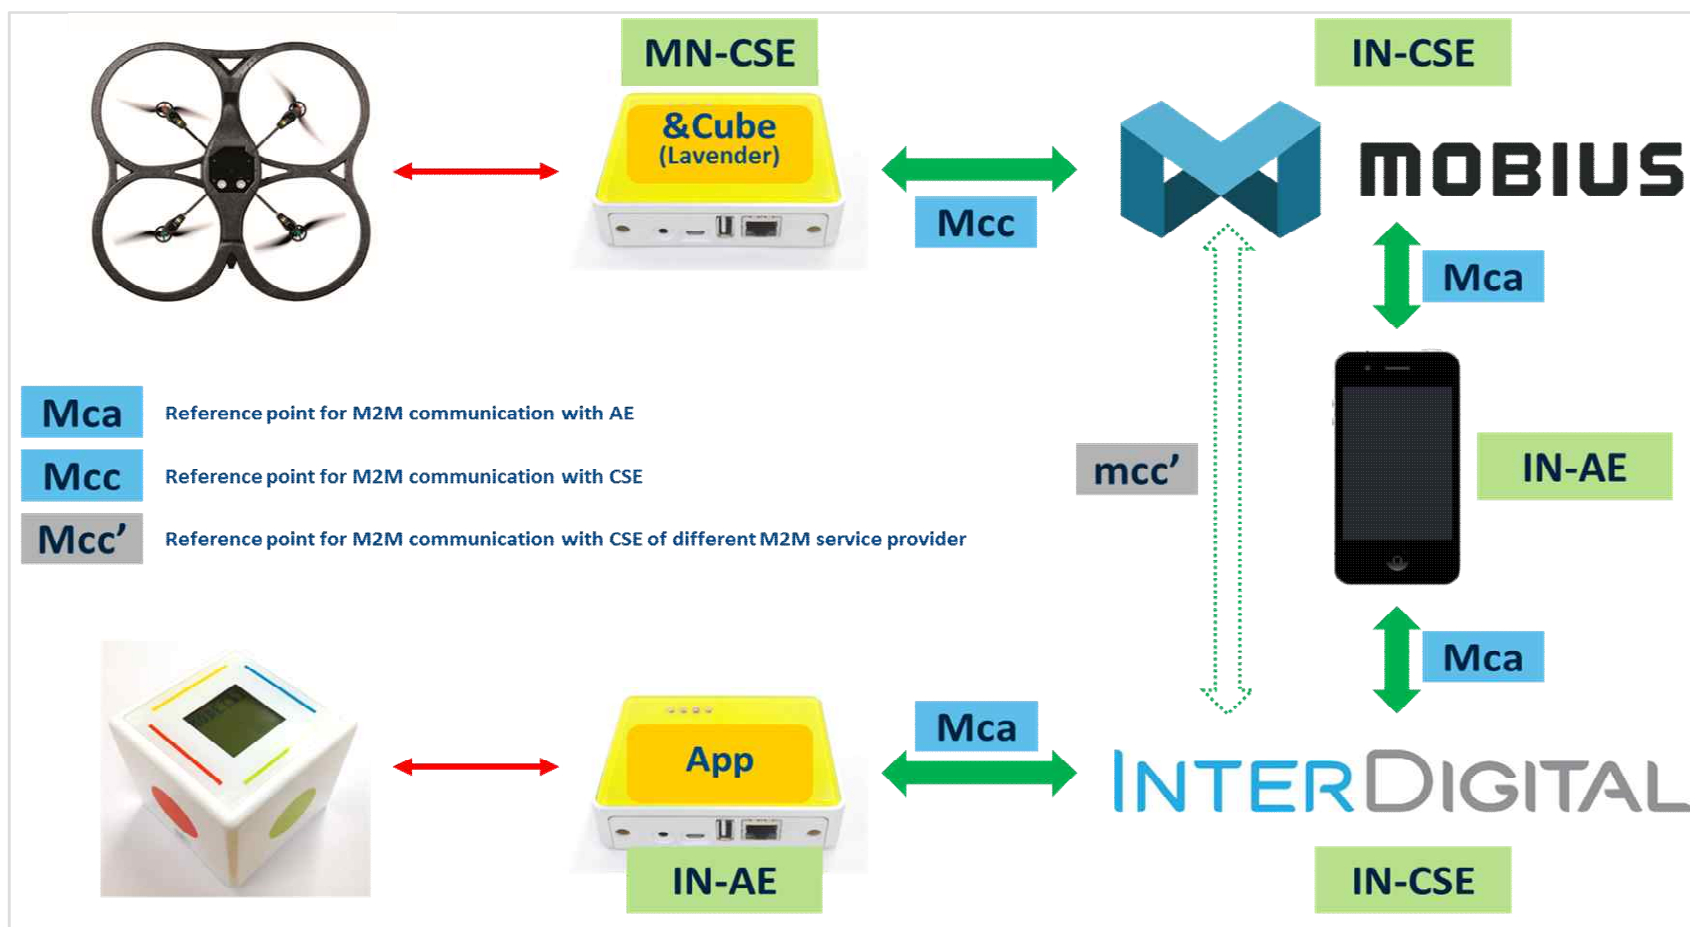 MN-CSE
IN-CSE
&Cube
(Lavender)
MOBIUS
Mcc
Mca
Mca Reference point for M2M communication with AE
Mcc Reference point for M2M communication with CSE
Mcc’ Reference point for M2M communication with CSE of different M2M service provider
mcc’
IN-AE
Mca
App
Mca
INTERDIGITAL
IN-AE
IN-CSE